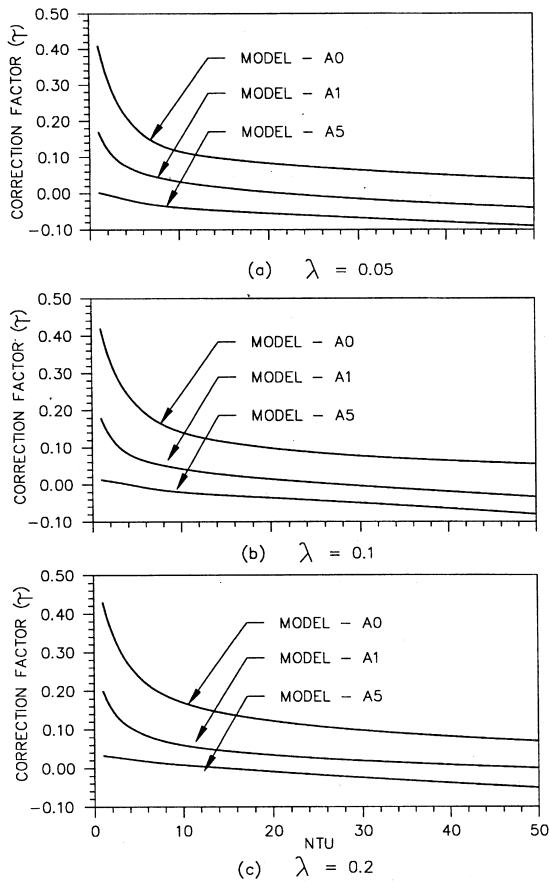 0.50
0.40
0.30
0.20
0.10
0.00
−0.10
CORRECTION FACTOR (γ)
MODEL − A0
MODEL − A1
MODEL − A5
(a) λ = 0.05
0.50
0.40
0.30
0.20
0.10
0.00
−0.10
CORRECTION FACTOR (γ)
MODEL − A0
MODEL − A1
MODEL − A5
(b) λ = 0.1
0.50
0.40
0.30
0.20
0.10
0.00
−0.10
CORRECTION FACTOR (γ)
MODEL − A0
MODEL − A1
MODEL − A5
0 10 20 30 40 50
NTU
(c) λ = 0.2